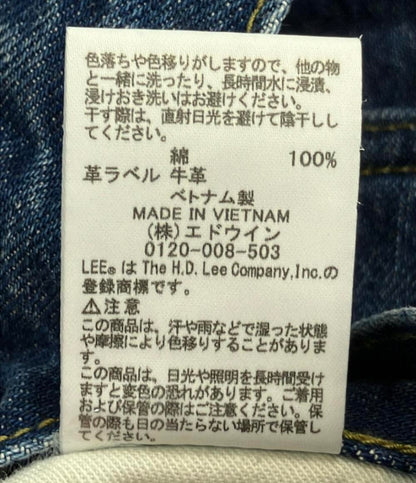 色落ちや色移りがしますので、他の物
と一緒に洗ったり、長時間水に浸漬、
浸けおき洗いはお避けください。
干す際は、直射日光を避けて陰干しし
てください。
綿 100%
革ラベル 牛革
ベトナム製
MADE IN VIETNAM
(株)エドウイン
0120-008-503
LEE® は The H.D. Lee Company,Inc.の
登録商標です。
⚠注意
この商品は、汗や雨などで湿った状態
や摩擦により色移りすることがありま
す。
この商品は、日光や照明を長時間受け
ますと変色の恐れがあります。ご着用
および保管の際はご注意ください。保
管の際も日の当たらない場所で保管し
てください。